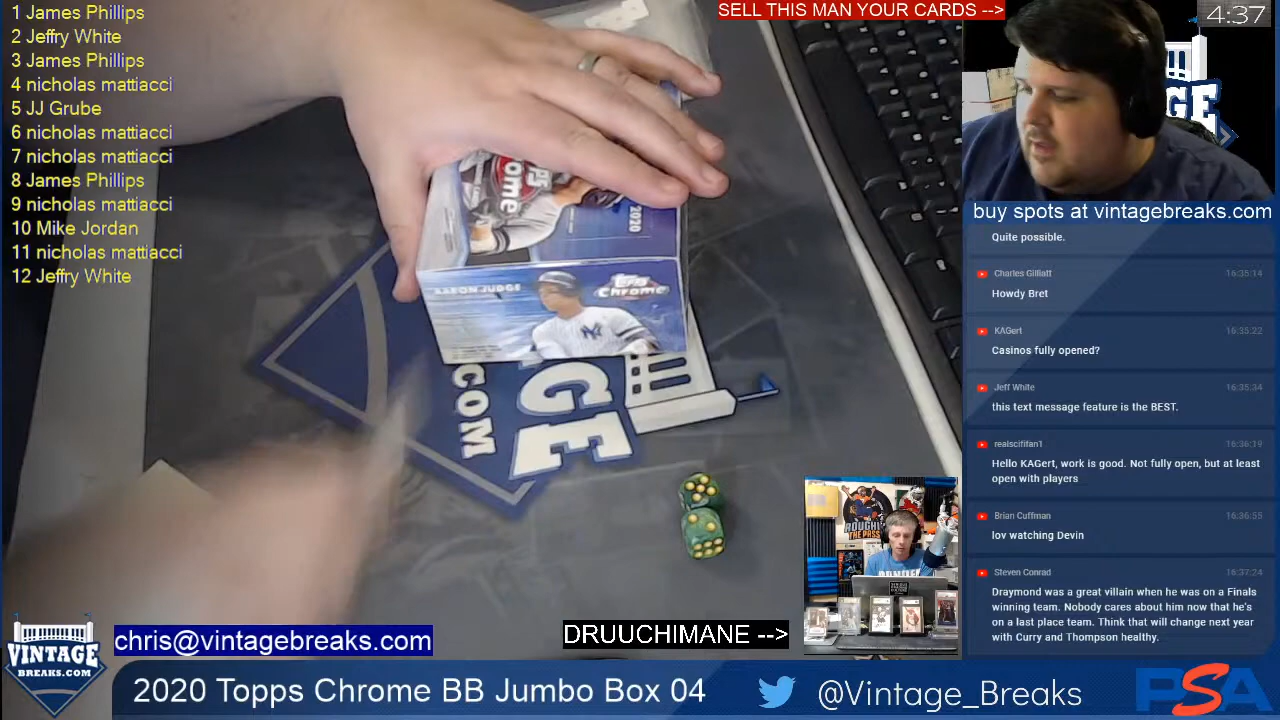 1 James Phillips
2 Jeffry White
3 James Phillips
4 nicholas mattiacci
5 JJ Grube
6 nicholas mattiacci
7 nicholas mattiacci
8 James Phillips
9 nicholas mattiacci
10 Mike Jordan
11 nicholas mattiacci
12 Jeffry White
SELL THIS MAN YOUR CARDS -->
4:37
buy spots at vintagebreaks.com
Quite possible.
Charles Gilliatt 16:35:14
Howdy Bret
KAGert 16:35:22
Casinos fully opened?
Jeff White 16:35:34
this text message feature is the BEST.
realscififan1 16:36:19
Hello KAGert, work is good. Not fully open, but at least
open with players
Brian Cuffman 16:36:55
lov watching Devin
Steven Conrad 16:37:24
Draymond was a great villain when he was on a Finals
winning team. Nobody cares about him now that he's
on a last place team. Think that will change next year
with Curry and Thompson healthy.
2020
AARON JUDGE
Topps
Chrome
.COM
AGE
ROUGHING
THE PASS
DRUUCHIMANE -->
chris@vintagebreaks.com
VINTAGE
BREAKS.COM
2020 Topps Chrome BB Jumbo Box 04
@Vintage_Breaks
PSA